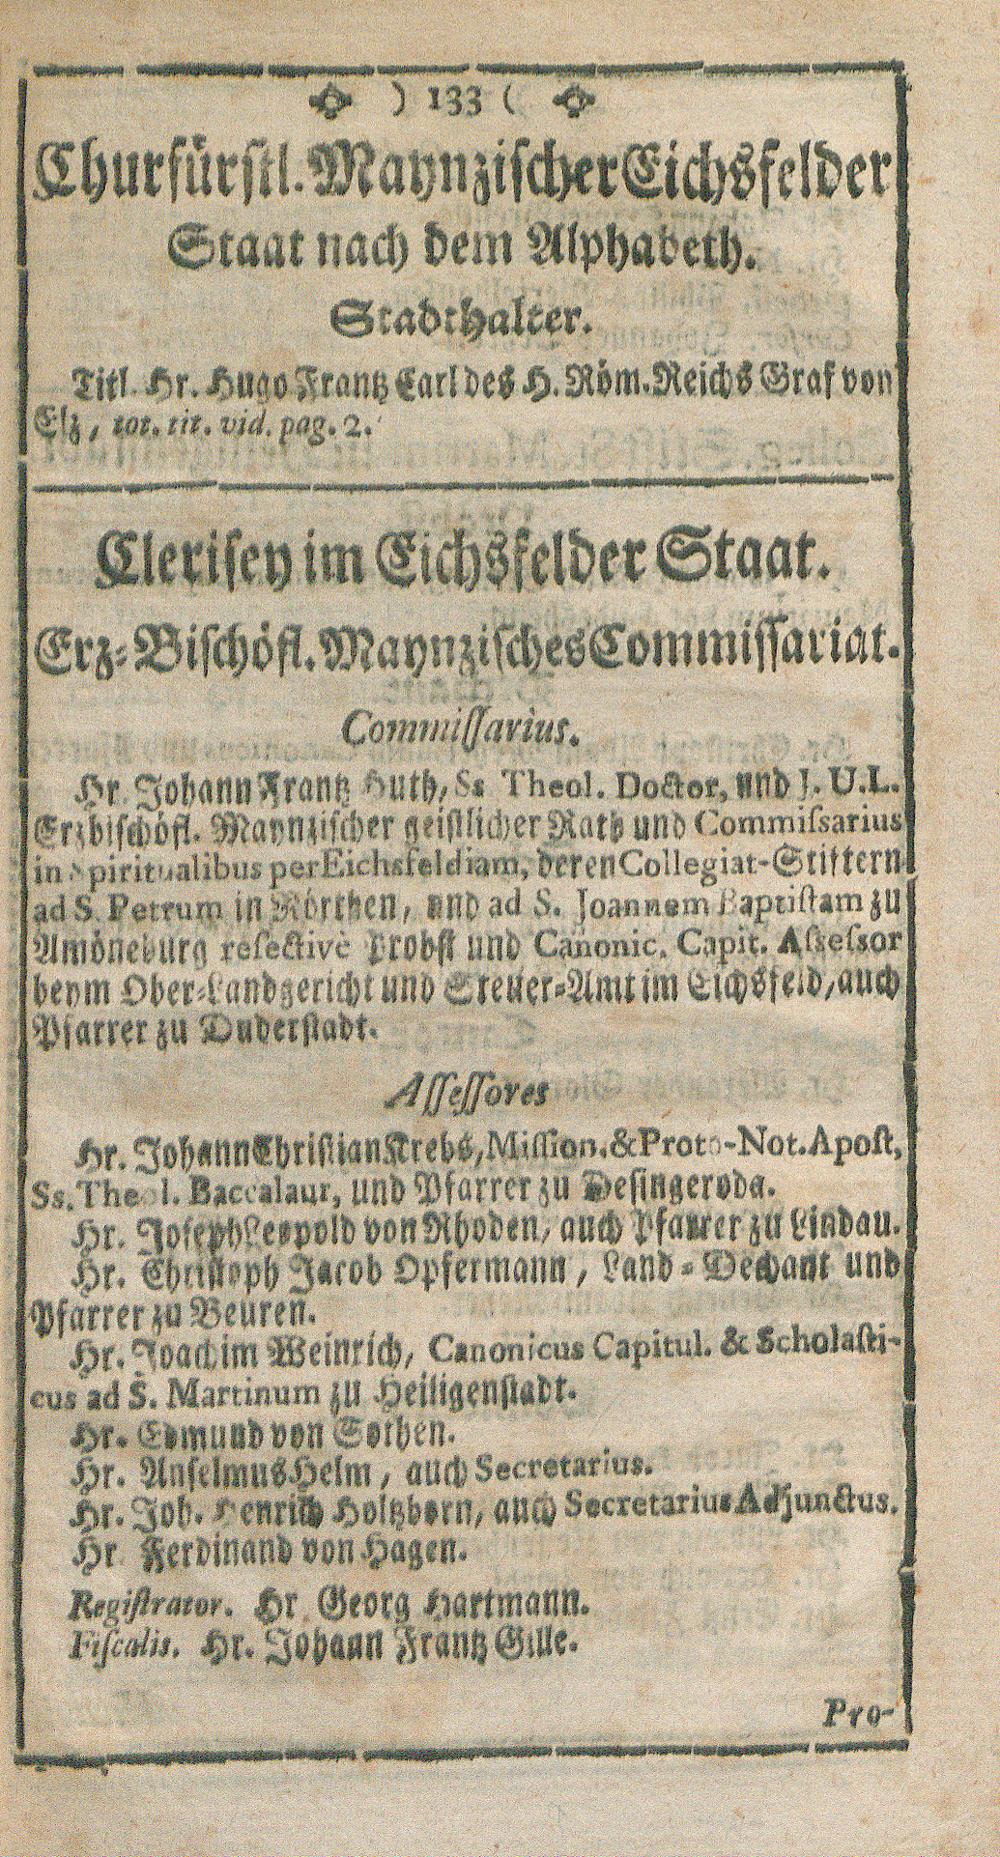 ) 133 (
Churfürstl. Maynzischer Eichsfelder
Staat nach dem Alphabeth.
Stadthalter.
Titl. Hr. Hugo Frantz Carl des H. Röm. Reichs Graf von
Elz, tot. tit. vid. pag. 2.
Clerisey im Eichsfelder Staat.
Erz-Bischöfl. Maynzisches Commissariat.
Commissarius.
Hr. Johann Frantz Huth, Ss. Theol. Doctor, und J. U. L.
Erzbischöfl. Maynzischer geistlicher Rath und Commissarius
in Spiritualibus per Eichsfeldiam, deren Collegiat-Stiftern
ad S. Petrum in Nörthen, und ad S. Joannem Baptistam zu
Amöneburg resectivè Probst und Canonic. Capit. Assessor
beym Ober-Landgericht und Steuer-Amt im Eichsfeld, auch
Pfarrer zu Duderstadt.
Assessores
Hr. Johann Christian Krebs, Mission. & Proto-Not. Apost,
Ss. Theol. Baccalaur, und Pfarrer zu Desingeroda.
Hr. Joseph Leopold von Rhoden, auch Pfarrer zu Lindau.
Hr. Christoph Jacob Opfermann, Land-Dechant und
Pfarrer zu Beuren.
Hr. Joachim Weinrich, Canonicus Capitul. & Scholasti-
cus ad S. Martinum zu Heiligenstadt.
Hr. Edmund von Sothen.
Hr. Anselmus Helm, auch Secretarius.
Hr. Joh. Henrich Holtzborn, auch Secretarius Adjunctus.
Hr. Ferdinand von Hagen.
Registrator. Hr. Georg Hartmann.
Fiscalis. Hr. Johann Frantz Gille.
Pro-